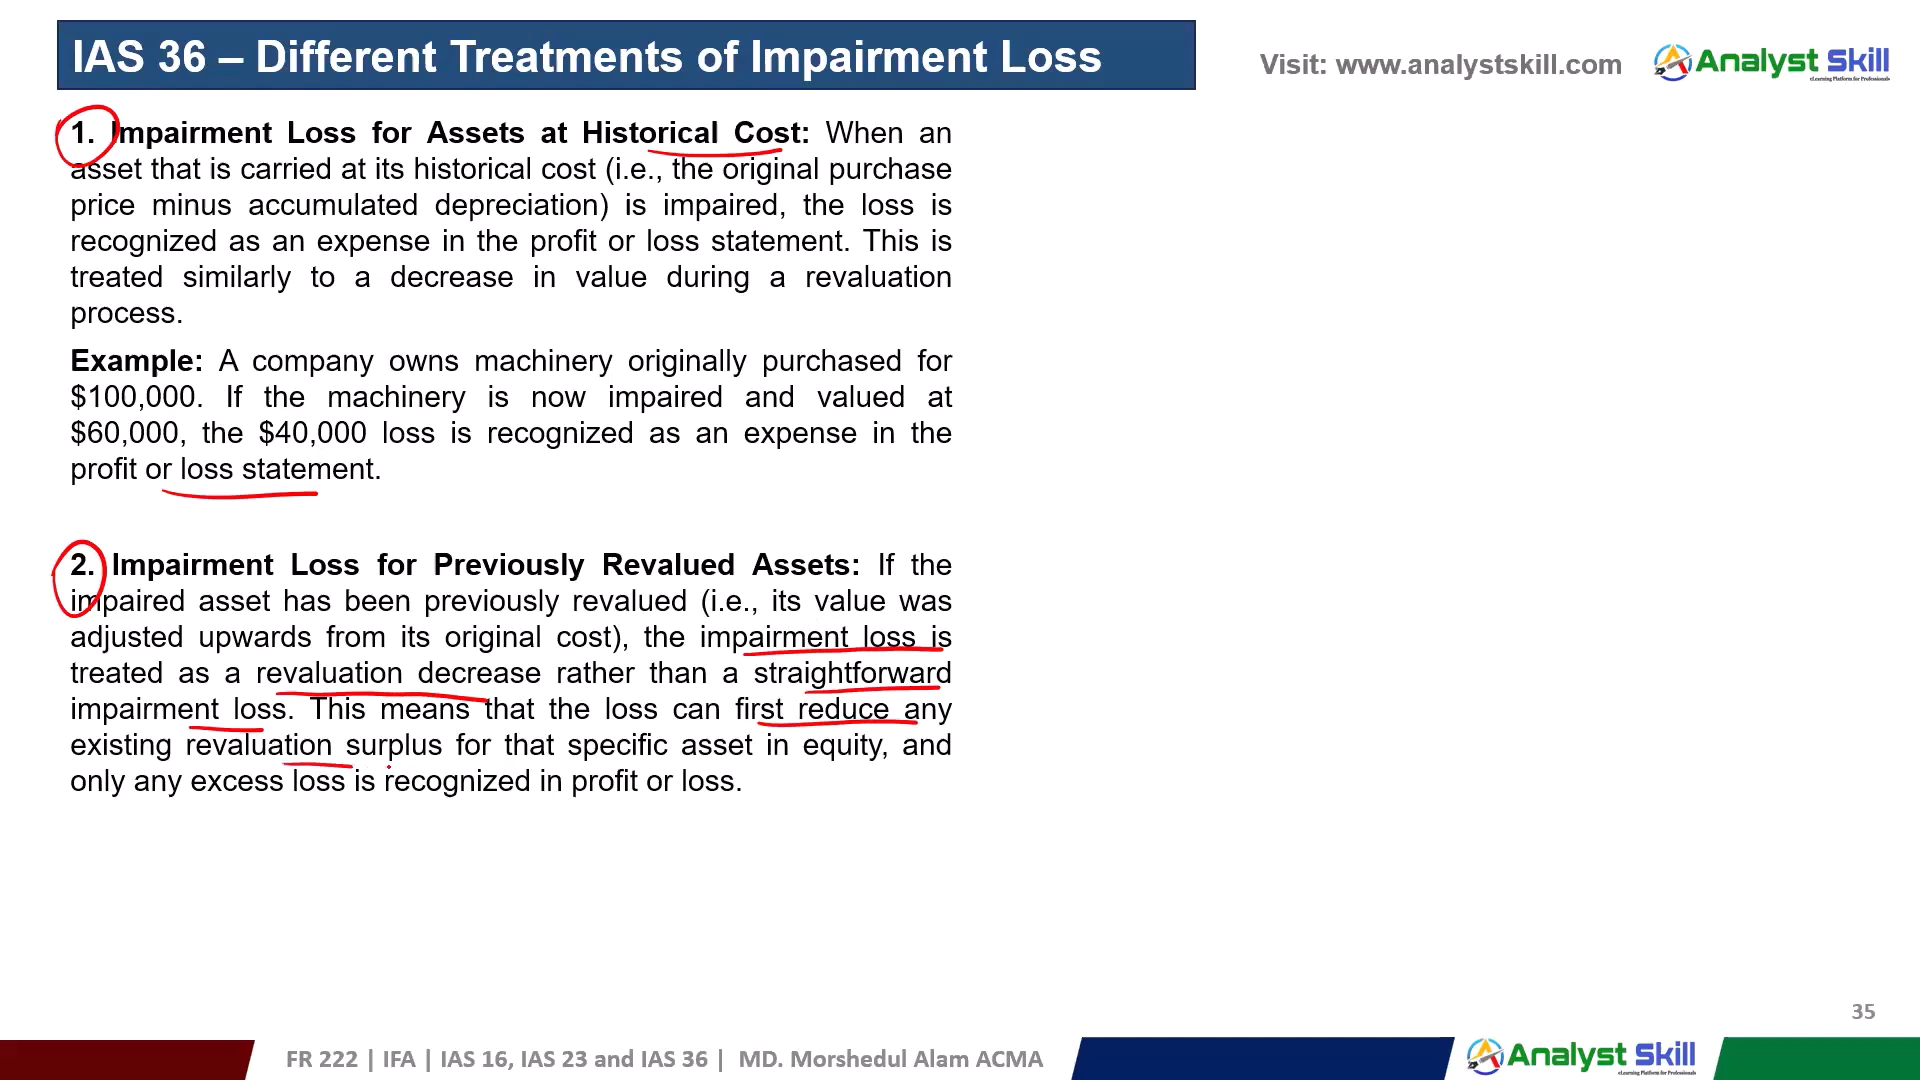 IAS 36 – Different Treatments of Impairment Loss
Visit: www.analystskill.com
Analyst Skill
eLearning Platform for Professionals
1. Impairment Loss for Assets at Historical Cost: When an
asset that is carried at its historical cost (i.e., the original purchase
price minus accumulated depreciation) is impaired, the loss is
recognized as an expense in the profit or loss statement. This is
treated similarly to a decrease in value during a revaluation
process.
Example: A company owns machinery originally purchased for
$100,000. If the machinery is now impaired and valued at
$60,000, the $40,000 loss is recognized as an expense in the
profit or loss statement.
2. Impairment Loss for Previously Revalued Assets: If the
impaired asset has been previously revalued (i.e., its value was
adjusted upwards from its original cost), the impairment loss is
treated as a revaluation decrease rather than a straightforward
impairment loss. This means that the loss can first reduce any
existing revaluation surplus for that specific asset in equity, and
only any excess loss is recognized in profit or loss.
35
FR 222 | IFA | IAS 16, IAS 23 and IAS 36 | MD. Morshedul Alam ACMA
Analyst Skill
eLearning Platform for Professionals